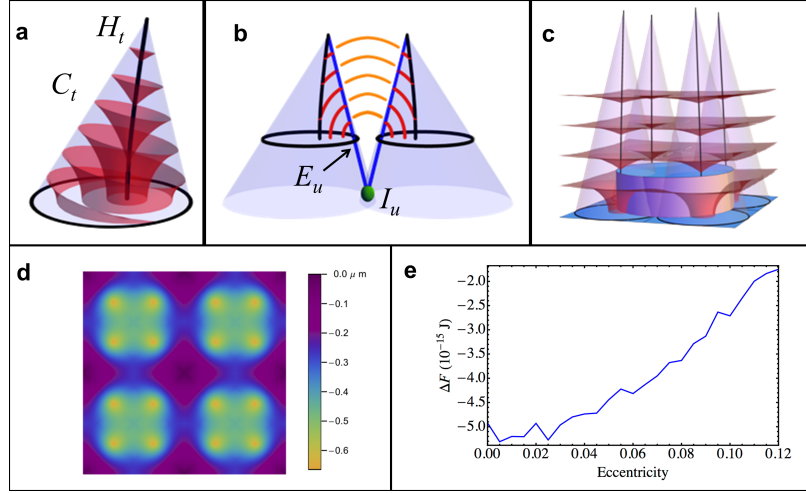 a
H_t
C_t
b
E_u
I_u
c
d
0.0 μm
−0.1
−0.2
−0.3
−0.4
−0.5
−0.6
e
−2.0
−2.5
−3.0
−3.5
−4.0
−4.5
−5.0
ΔF (10⁻¹⁵ J)
0.00 0.02 0.04 0.06 0.08 0.10 0.12
Eccentricity